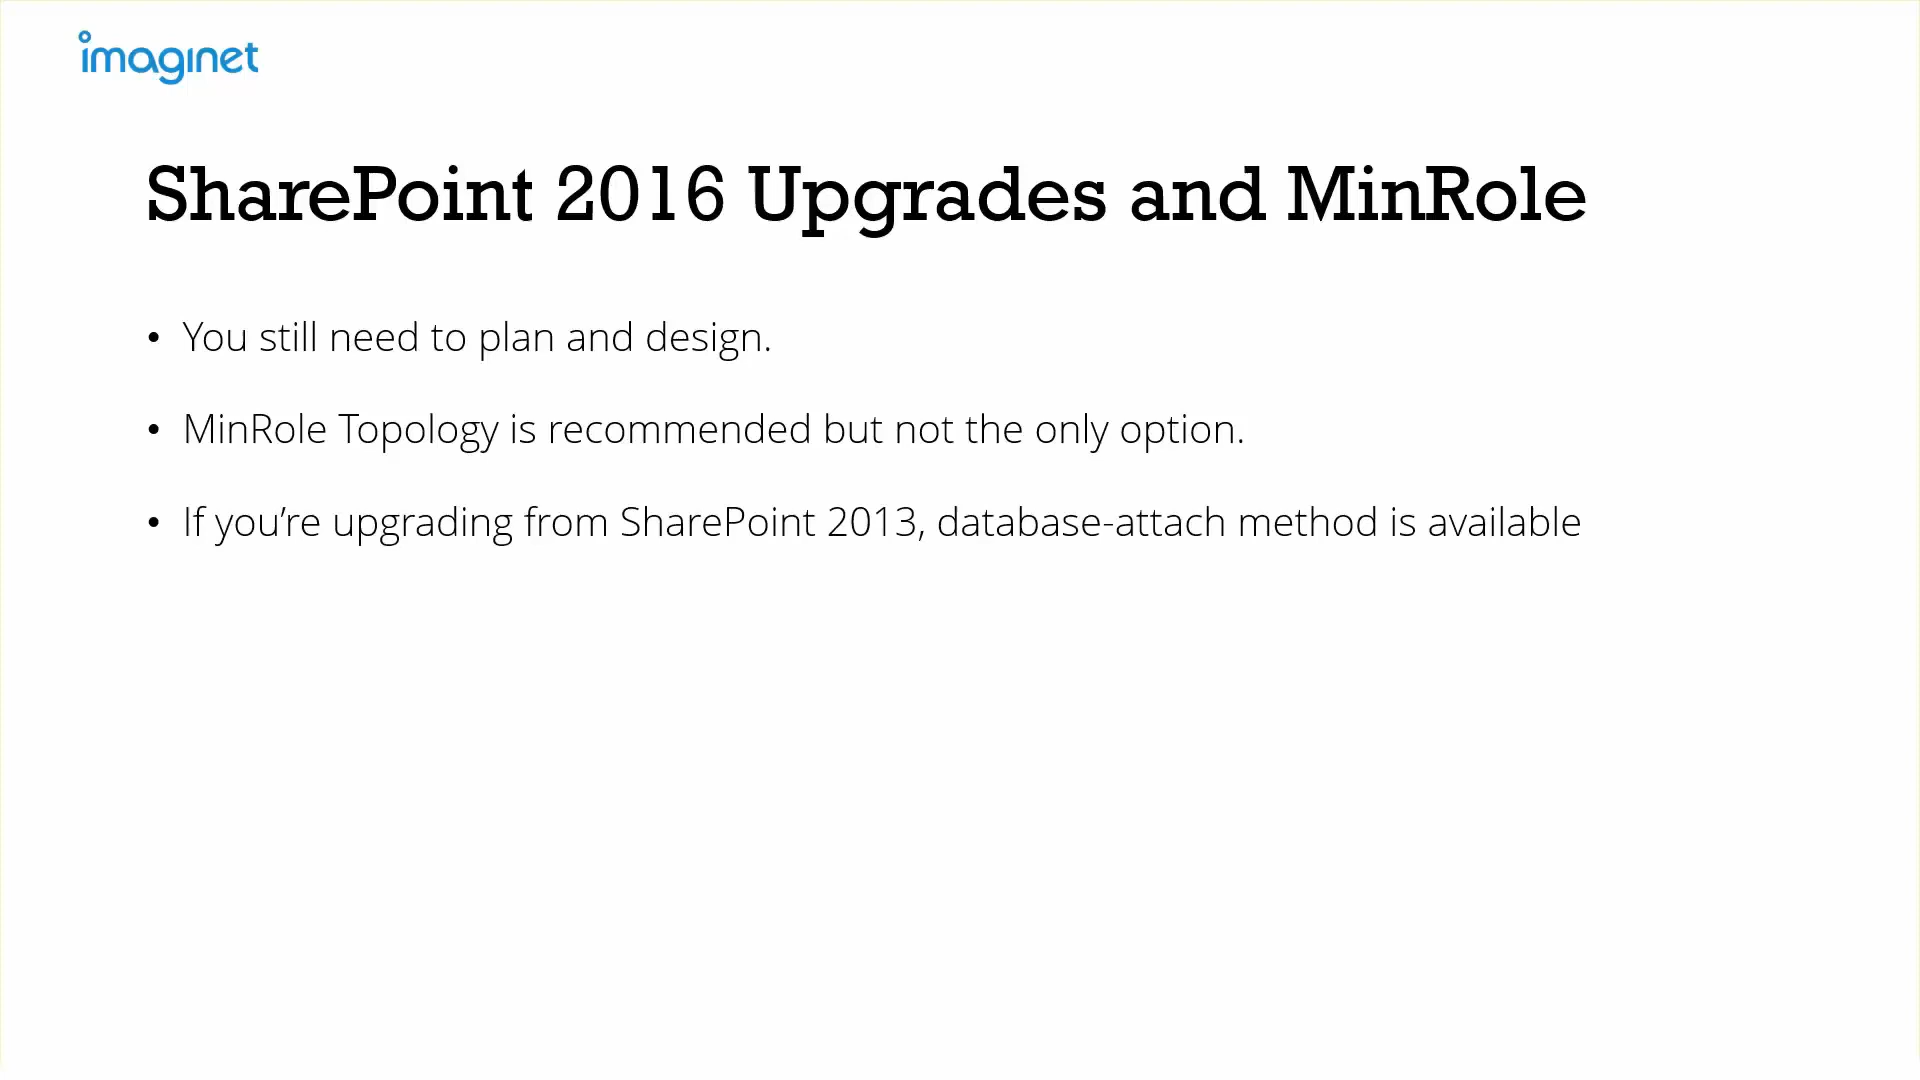 imaginet
SharePoint 2016 Upgrades and MinRole
• You still need to plan and design.
• MinRole Topology is recommended but not the only option.
• If you’re upgrading from SharePoint 2013, database-attach method is available